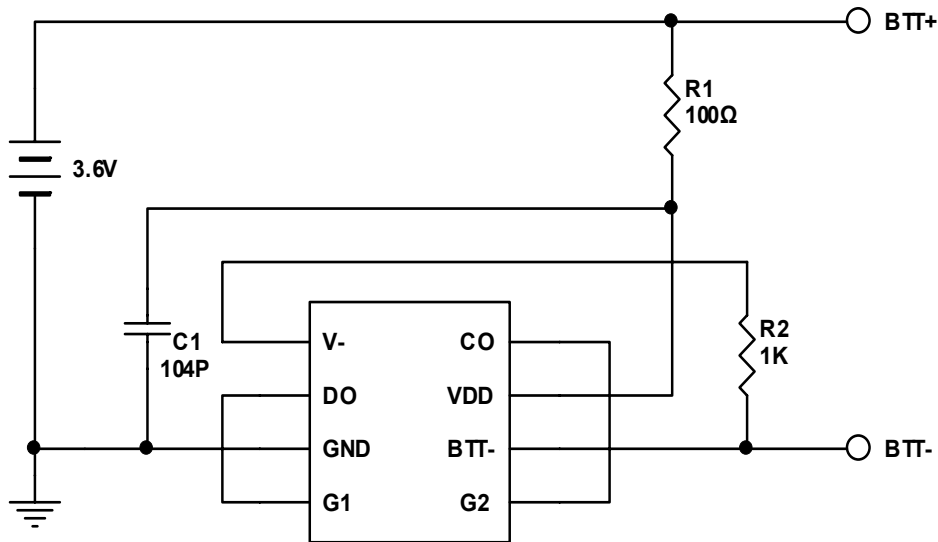 BTT+
R1
100Ω
3.6V
C1
104P
R2
1K
V-
CO
DO
VDD
GND
BTT-
G1
G2
BTT-